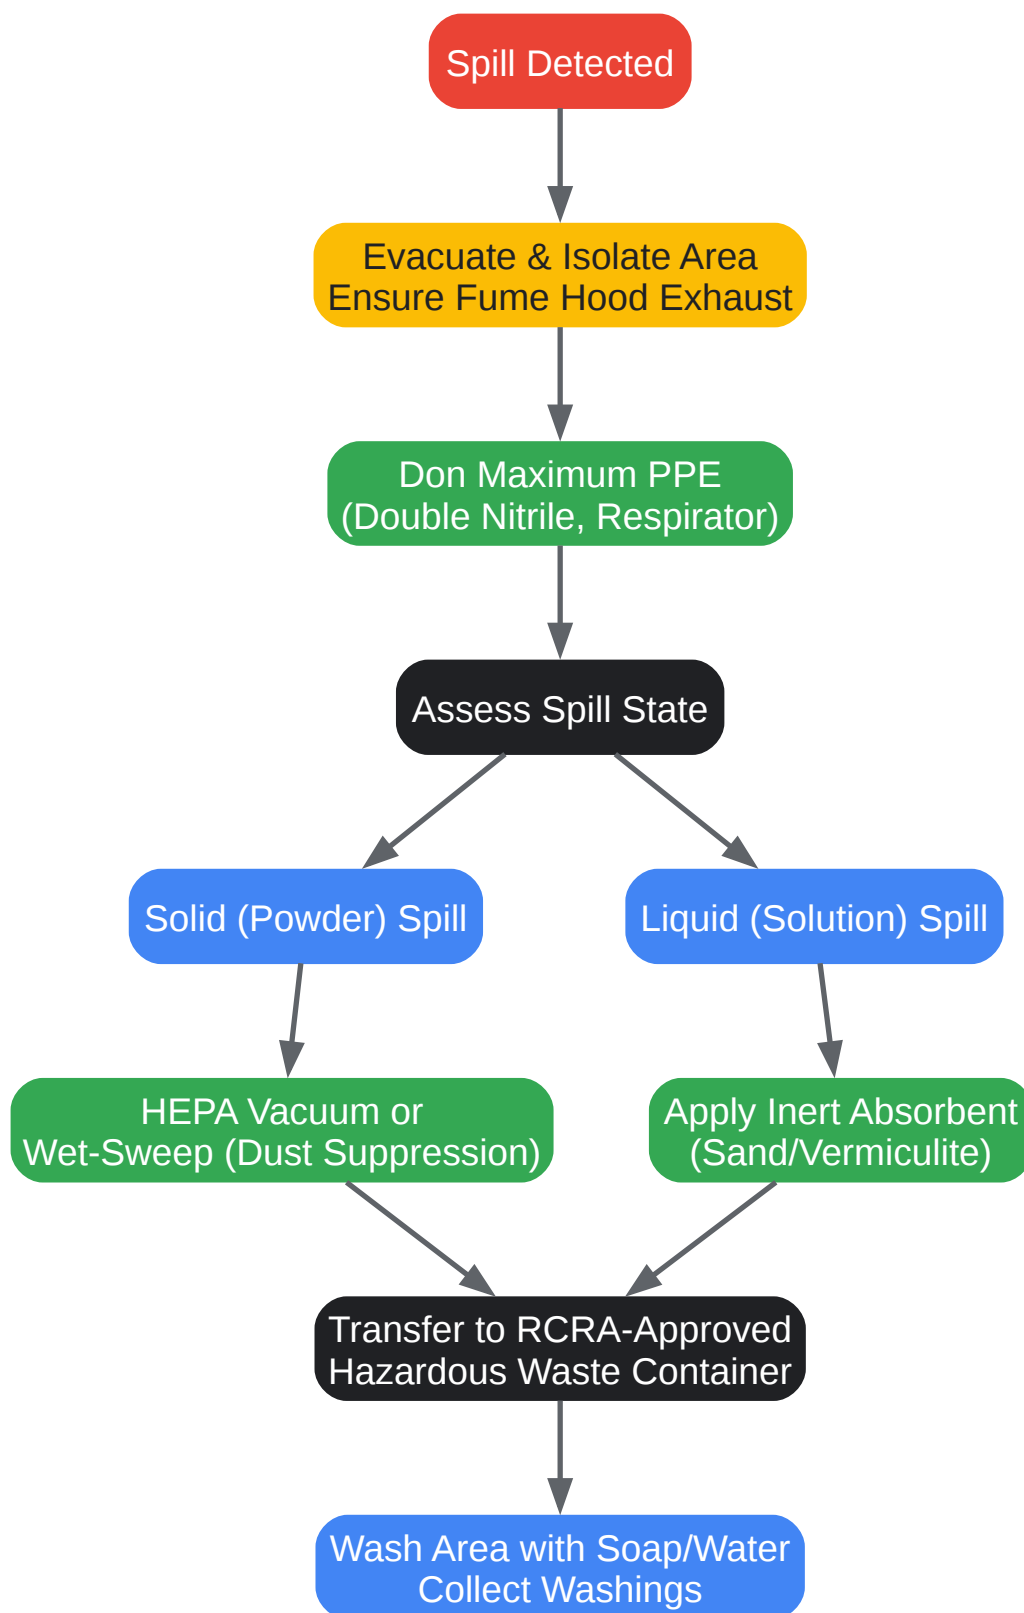 Spill Detected
Evacuate & Isolate Area
Ensure Fume Hood Exhaust
Don Maximum PPE
(Double Nitrile, Respirator)
Assess Spill State
Solid (Powder) Spill
Liquid (Solution) Spill
HEPA Vacuum or
Wet-Sweep (Dust Suppression)
Apply Inert Absorbent
(Sand/Vermiculite)
Transfer to RCRA-Approved
Hazardous Waste Container
Wash Area with Soap/Water
Collect Washings